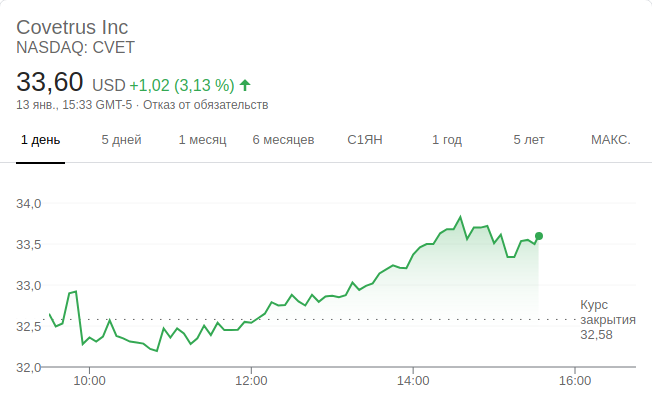 Covetrus Inc
NASDAQ: CVET
33,60 USD +1,02 (3,13 %)
13 янв., 15:33 GMT-5 · Отказ от обязательств
1 день 5 дней 1 месяц 6 месяцев С1ЯН 1 год 5 лет МАКС.
34,0
33,5
33,0
32,5
32,0
Курс
закрытия
32,58
10:00 12:00 14:00 16:00